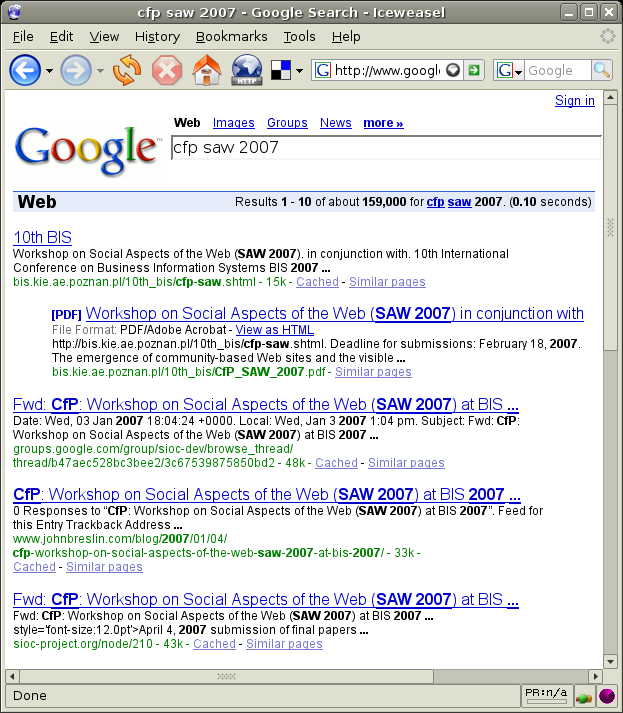 cfp saw 2007 - Google Search - Iceweasel
File Edit View History Bookmarks Tools Help
HTTP http://www.googl Google
Sign in
Web Images Groups News more »
Google™
cfp saw 2007
Web Results 1 - 10 of about 159,000 for cfp saw 2007. (0.10 seconds)
10th BIS
Workshop on Social Aspects of the Web (SAW 2007). in conjunction with. 10th International
Conference on Business Information Systems BIS 2007 ...
bis.kie.ae.poznan.pl/10th_bis/cfp-saw.shtml - 15k - Cached - Similar pages
[PDF] Workshop on Social Aspects of the Web (SAW 2007) in conjunction with
File Format: PDF/Adobe Acrobat - View as HTML
http://bis.kie.ae.poznan.pl/10th_bis/cfp-saw.shtml. Deadline for submissions: February 18, 2007.
The emergence of community-based Web sites and the visible ...
bis.kie.ae.poznan.pl/10th_bis/CfP_SAW_2007.pdf - Similar pages
Fwd: CfP: Workshop on Social Aspects of the Web (SAW 2007) at BIS ...
Date: Wed, 03 Jan 2007 18:04:24 +0000. Local: Wed, Jan 3 2007 1:04 pm. Subject: Fwd: CfP:
Workshop on Social Aspects of the Web (SAW 2007) at BIS 2007 ...
groups.google.com/group/sioc-dev/browse_thread/
thread/b47aec528bc3bee2/3c67539875850bd2 - 48k - Cached - Similar pages
CfP: Workshop on Social Aspects of the Web (SAW 2007) at BIS 2007 ...
0 Responses to “CfP: Workshop on Social Aspects of the Web (SAW 2007) at BIS 2007”. Feed for
this Entry Trackback Address ...
www.johnbreslin.com/blog/2007/01/04/
cfp-workshop-on-social-aspects-of-the-web-saw-2007-at-bis-2007/ - 33k -
Cached - Similar pages
Fwd: CfP: Workshop on Social Aspects of the Web (SAW 2007) at BIS ...
Fwd: CfP: Workshop on Social Aspects of the Web (SAW 2007) at BIS 2007 ...
style='font-size:12.0pt'>April 4, 2007 submission of final papers ...
sioc-project.org/node/210 - 43k - Cached - Similar pages
Done PR:n/a